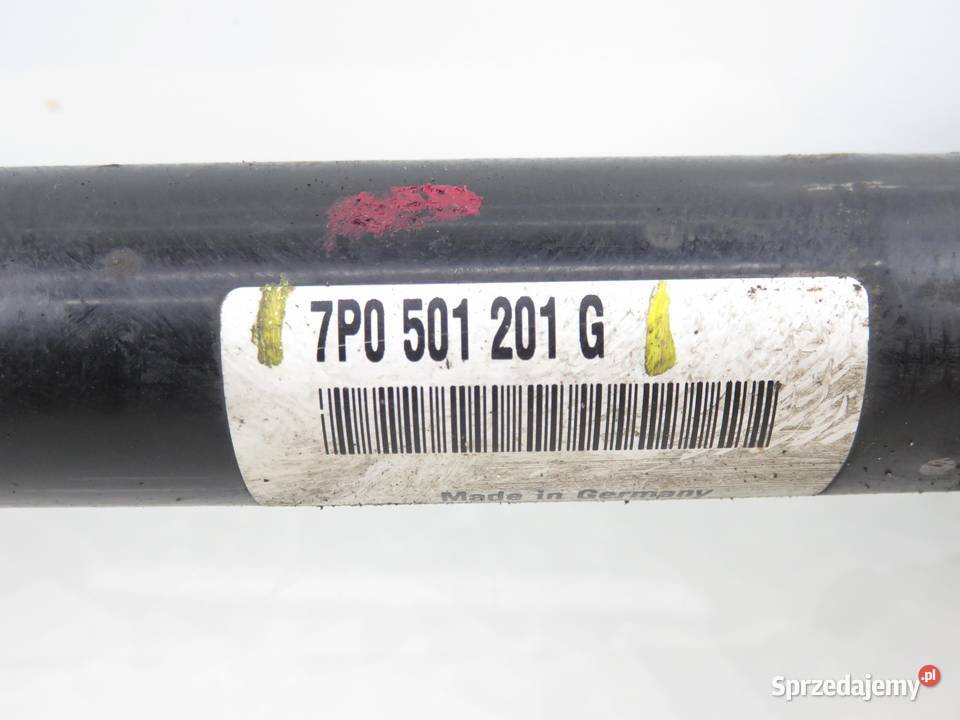 7P0 501 201 G
Made in Germany
Sprzedajemy.pl